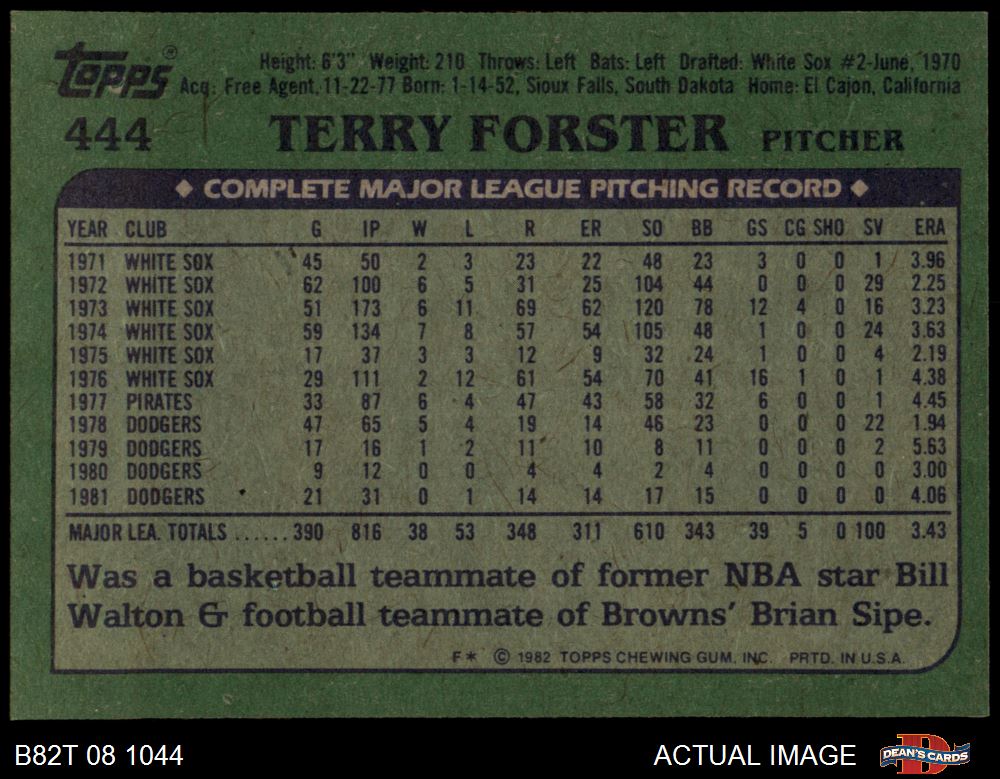 Topps® Height: 6'3" Weight: 210 Throws: Left Bats: Left Drafted: White Sox #2-June, 1970
Acq: Free Agent, 11-22-77 Born: 1-14-52, Sioux Falls, South Dakota Home: El Cajon, California
444 TERRY FORSTER PITCHER
◆ COMPLETE MAJOR LEAGUE PITCHING RECORD ◆
YEAR CLUB G IP W L R ER SO BB GS CG SHO SV ERA
1971 WHITE SOX 45 50 2 3 23 22 48 23 3 0 0 1 3.96
1972 WHITE SOX 62 100 6 5 31 25 104 44 0 0 0 29 2.25
1973 WHITE SOX 51 173 6 11 69 62 120 78 12 4 0 16 3.23
1974 WHITE SOX 59 134 7 8 57 54 105 48 1 0 0 24 3.63
1975 WHITE SOX 17 37 3 3 12 9 32 24 1 0 0 4 2.19
1976 WHITE SOX 29 111 2 12 61 54 70 41 16 1 0 1 4.38
1977 PIRATES 33 87 6 4 47 43 58 32 6 0 0 1 4.45
1978 DODGERS 47 65 5 4 19 14 46 23 0 0 0 22 1.94
1979 DODGERS 17 16 1 2 11 10 8 11 0 0 0 2 5.63
1980 DODGERS 9 12 0 0 4 4 2 4 0 0 0 0 3.00
1981 DODGERS 21 31 0 1 14 14 17 15 0 0 0 0 4.06
MAJOR LEA. TOTALS ......390 816 38 53 348 311 610 343 39 5 0 100 3.43
Was a basketball teammate of former NBA star Bill
Walton & football teammate of Browns' Brian Sipe.
F* © 1982 TOPPS CHEWING GUM, INC. PRTD. IN U.S.A.
B82T 08 1044 ACTUAL IMAGE DEAN'S CARDS